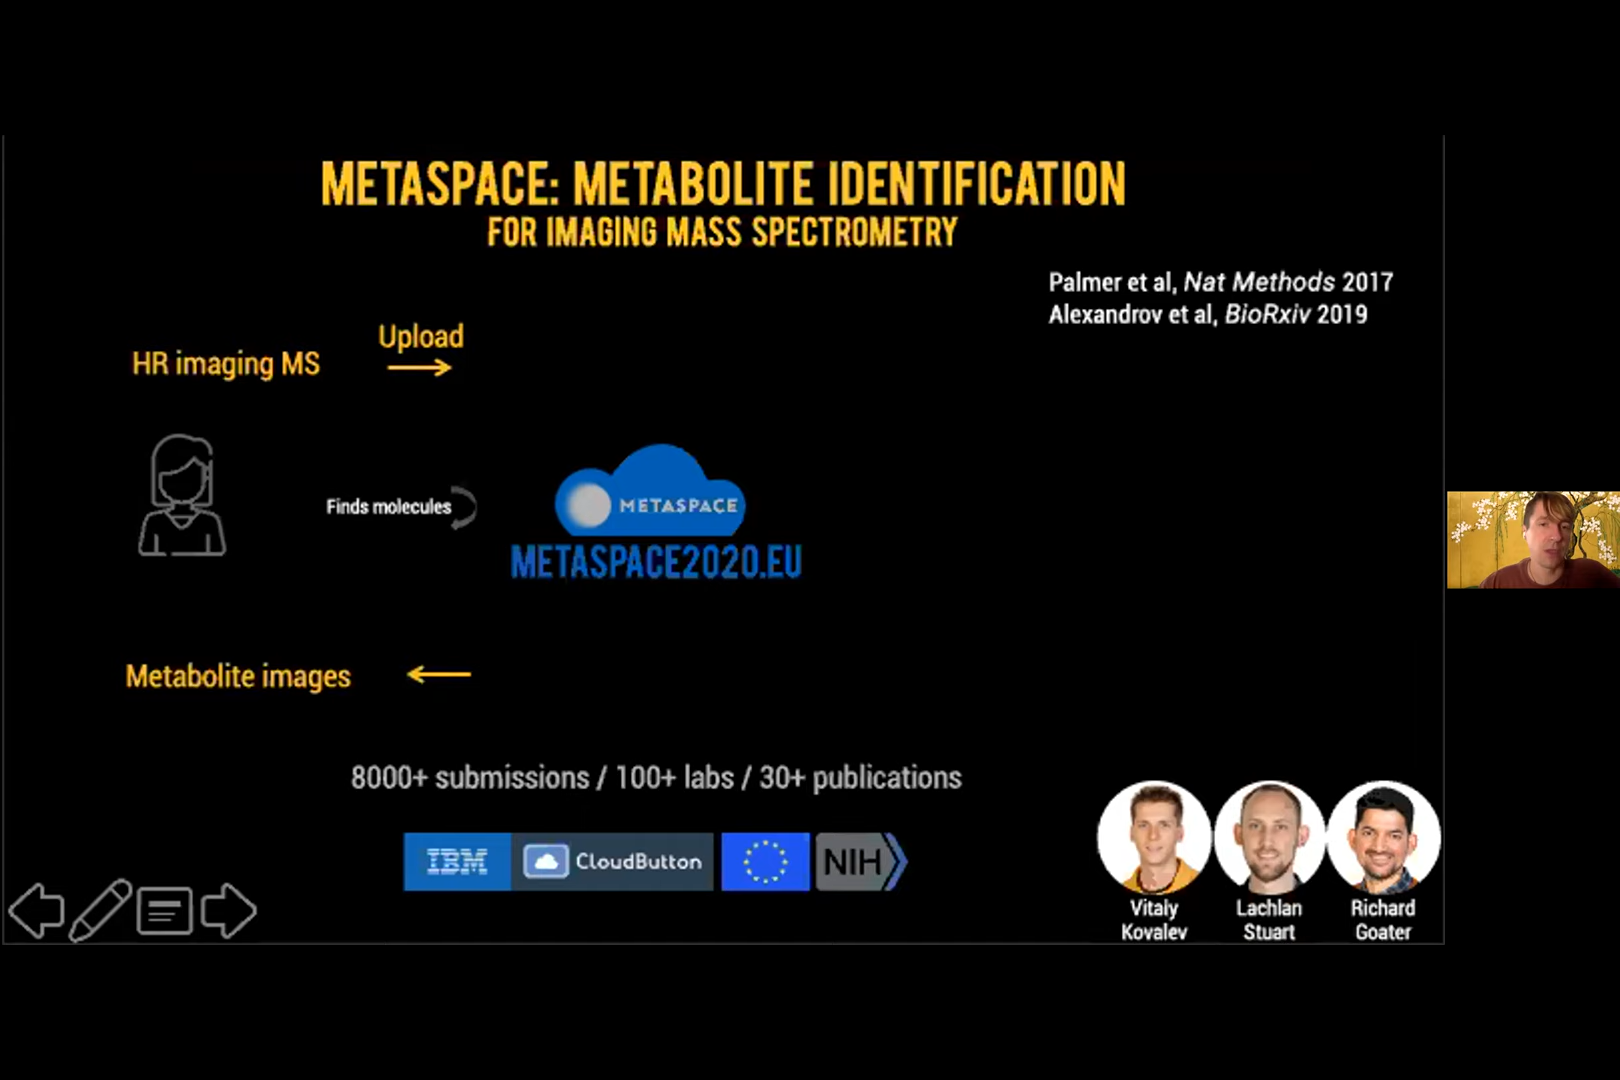 METASPACE: METABOLITE IDENTIFICATION
FOR IMAGING MASS SPECTROMETRY
Palmer et al, Nat Methods 2017
Alexandrov et al, BioRxiv 2019
Upload
HR imaging MS
Finds molecules
METASPACE
METASPACE2020.EU
Metabolite images
8000+ submissions / 100+ labs / 30+ publications
IBM CloudButton NIH
Vitaly Kovalev
Lachlan Stuart
Richard Goater